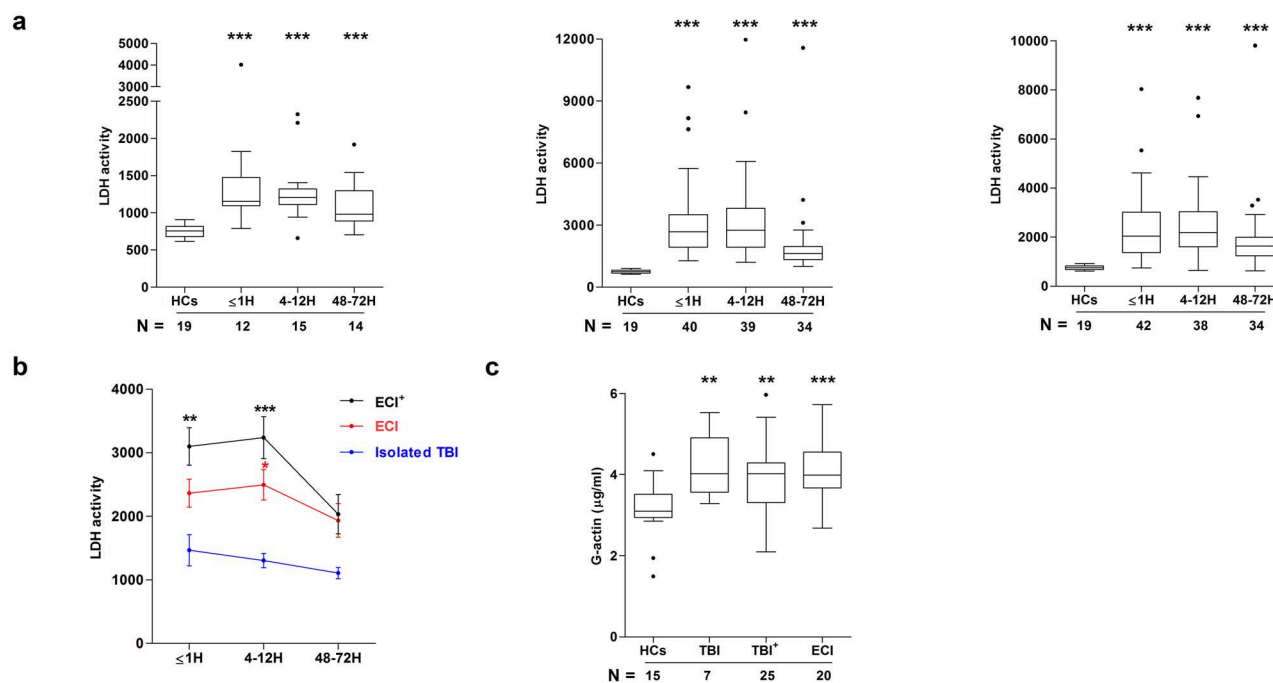 a
5000
4000
3000
2500
2000
1500
1000
500
0
LDH activity
*** *** ***
HCs ≤1H 4-12H 48-72H
N = 19 12 15 14
12000
9000
6000
3000
0
LDH activity
*** *** ***
HCs ≤1H 4-12H 48-72H
N = 19 40 39 34
10000
8000
6000
4000
2000
0
LDH activity
*** *** ***
HCs ≤1H 4-12H 48-72H
N = 19 42 38 34
b
4000
3000
2000
1000
0
LDH activity
** ***
*
ECI⁺
ECI
Isolated TBI
≤1H 4-12H 48-72H
c
6
4
2
0
G-actin (μg/ml)
** ** ***
HCs TBI TBI⁺ ECI
N = 15 7 25 20